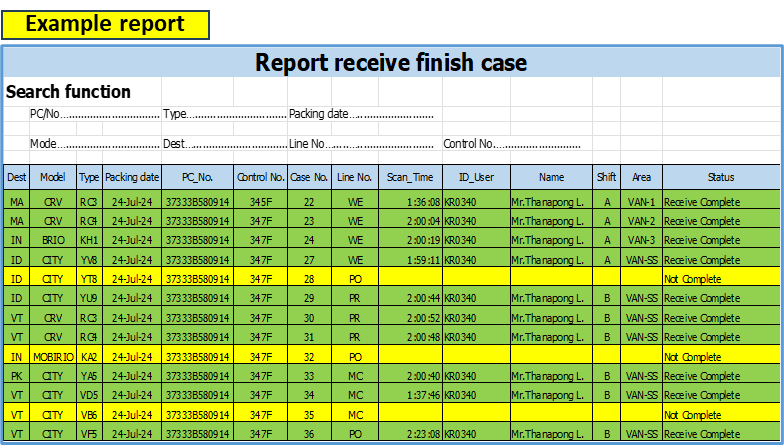 Example report
Report receive finish case
Search function
PC/No................................ Type................................ Packing date...........................
Mode................................ Dest................................ Line No................................ Control No............................
Dest Model Type Packing date PC_No. Control No. Case No. Line No. Scan_Time ID_User Name Shift Area Status
MA CRV RC3 24-Jul-24 37333B580914 345F 22 WE 1:36:08 KR0340 Mr.Thanapong L. A VAN-1 Receive Complete
MA CRV RC4 24-Jul-24 37333B580914 347F 23 WE 2:00:04 KR0340 Mr.Thanapong L. A VAN-2 Receive Complete
IN BRIO KH1 24-Jul-24 37333B580914 347F 24 WE 2:00:19 KR0340 Mr.Thanapong L. A VAN-3 Receive Complete
ID CITY YV8 24-Jul-24 37333B580914 347F 27 WE 1:59:11 KR0340 Mr.Thanapong L. A VAN-SS Receive Complete
ID CITY YT8 24-Jul-24 37333B580914 347F 28 PO Not Complete
ID CITY YU9 24-Jul-24 37333B580914 347F 29 PR 2:00:44 KR0340 Mr.Thanapong L. B VAN-SS Receive Complete
VT CRV RC3 24-Jul-24 37333B580914 347F 30 PR 2:00:52 KR0340 Mr.Thanapong L. B VAN-SS Receive Complete
VT CRV RC4 24-Jul-24 37333B580914 347F 31 PR 2:00:48 KR0340 Mr.Thanapong L. B VAN-SS Receive Complete
IN MOBIRIO KA2 24-Jul-24 37333B580914 347F 32 PO Not Complete
PK CITY YA5 24-Jul-24 37333B580914 347F 33 MC 2:00:40 KR0340 Mr.Thanapong L. B VAN-SS Receive Complete
VT CITY VD5 24-Jul-24 37333B580914 347F 34 MC 1:37:46 KR0340 Mr.Thanapong L. B VAN-SS Receive Complete
VT CITY VB6 24-Jul-24 37333B580914 347F 35 MC Not Complete
VT CITY VF5 24-Jul-24 37333B580914 347F 36 PO 2:23:08 KR0340 Mr.Thanapong L. B VAN-SS Receive Complete